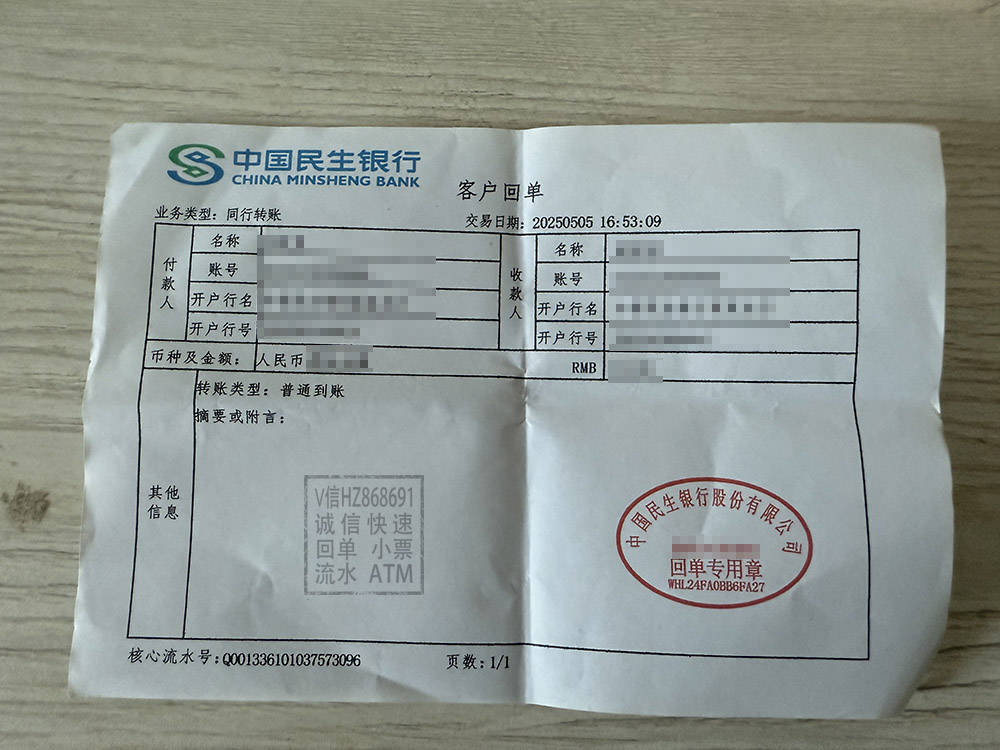 中国民生银行
CHINA MINSHENG BANK
客户回单
业务类型：同行转账
交易日期：20250505 16:53:09
付款人
名称
账号
开户行名
开户行号
收款人
名称
账号
开户行名
开户行号
币种及金额：
人民币
RMB
其他信息
转账类型：普通到账
摘要或附言：
V信HZ868691
诚信快速
回单 小票
流水 ATM
中国民生银行股份有限公司
回单专用章
WHL24FA0BB6FA27
核心流水号:Q001336101037573096
页数:1/1